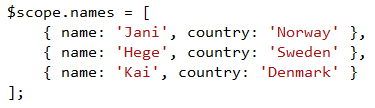 $scope.names = [
    { name: 'Jani', country: 'Norway' },
    { name: 'Hege', country: 'Sweden' },
    { name: 'Kai', country: 'Denmark' }
];